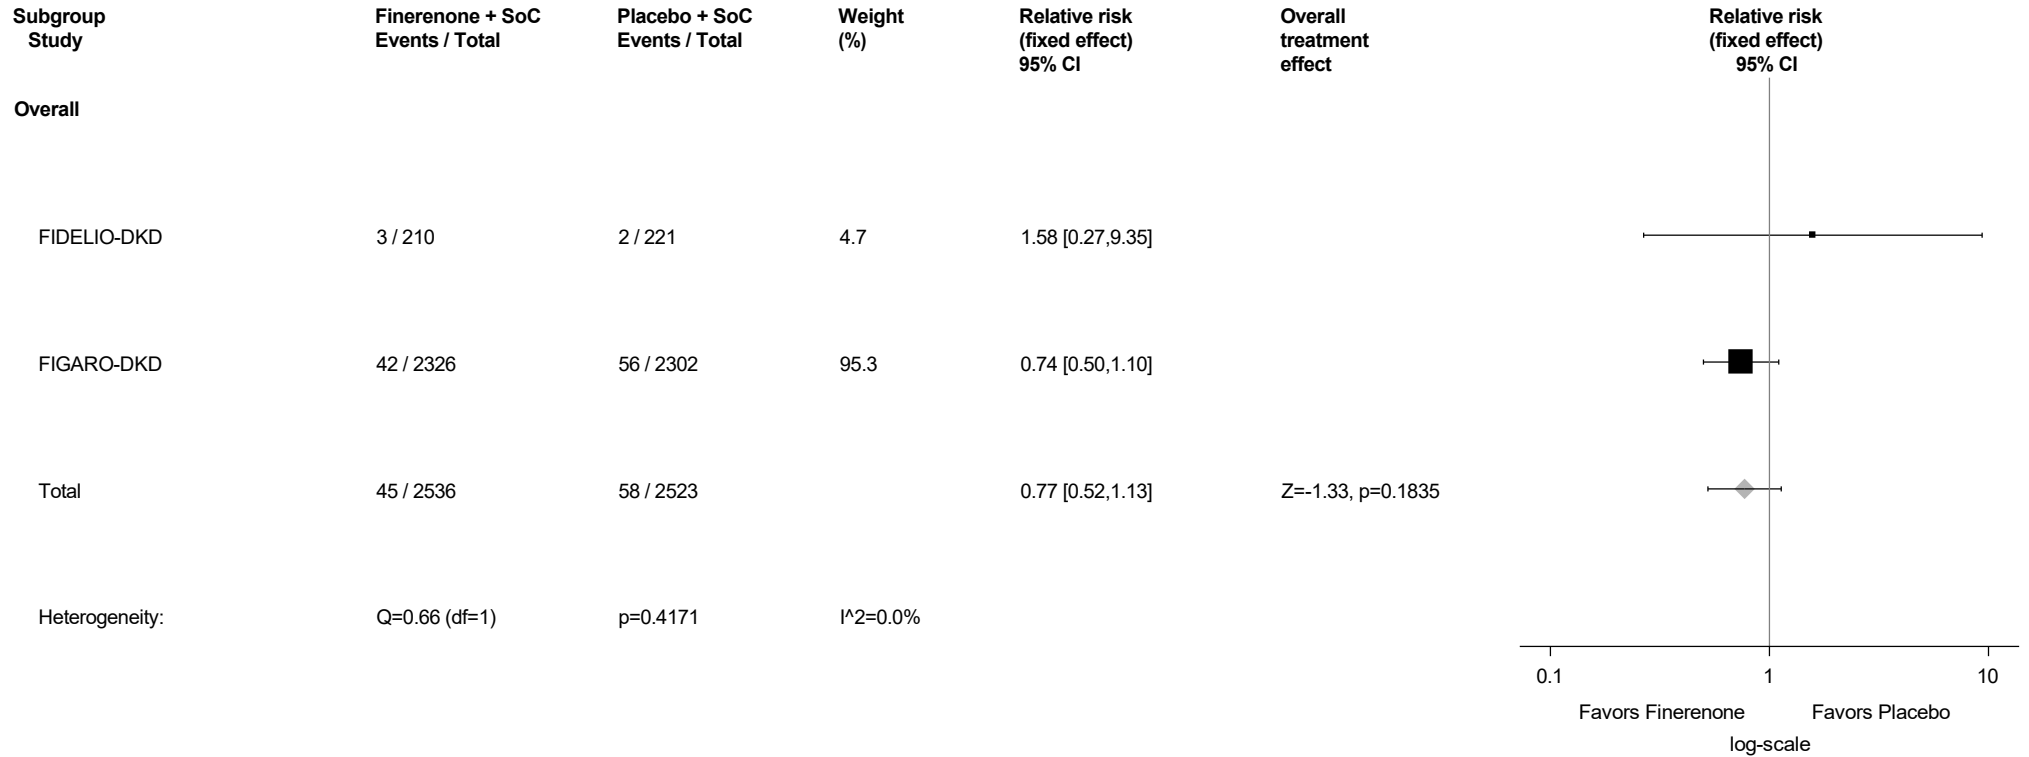 Subgroup Finerenone + SoC Placebo + SoC Weight Relative risk Overall Relative risk
Study Events / Total Events / Total (%) (fixed effect) treatment (fixed effect)
95% CI effect 95% CI
Overall
FIDELIO-DKD 3 / 210 2 / 221 4.7 1.58 [0.27,9.35]
FIGARO-DKD 42 / 2326 56 / 2302 95.3 0.74 [0.50,1.10]
Total 45 / 2536 58 / 2523 0.77 [0.52,1.13] Z=-1.33, p=0.1835
Heterogeneity: Q=0.66 (df=1) p=0.4171 I^2=0.0%
0.1 1 10
Favors Finerenone Favors Placebo
log-scale